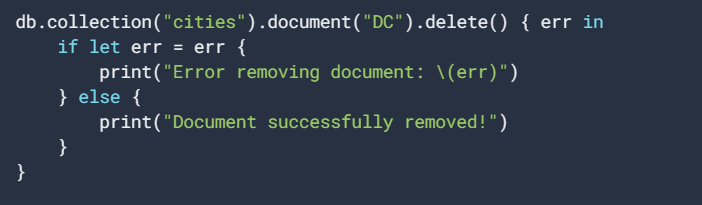 db.collection("cities").document("DC").delete() { err in
    if let err = err {
        print("Error removing document: \(err)")
    } else {
        print("Document successfully removed!")
    }
}